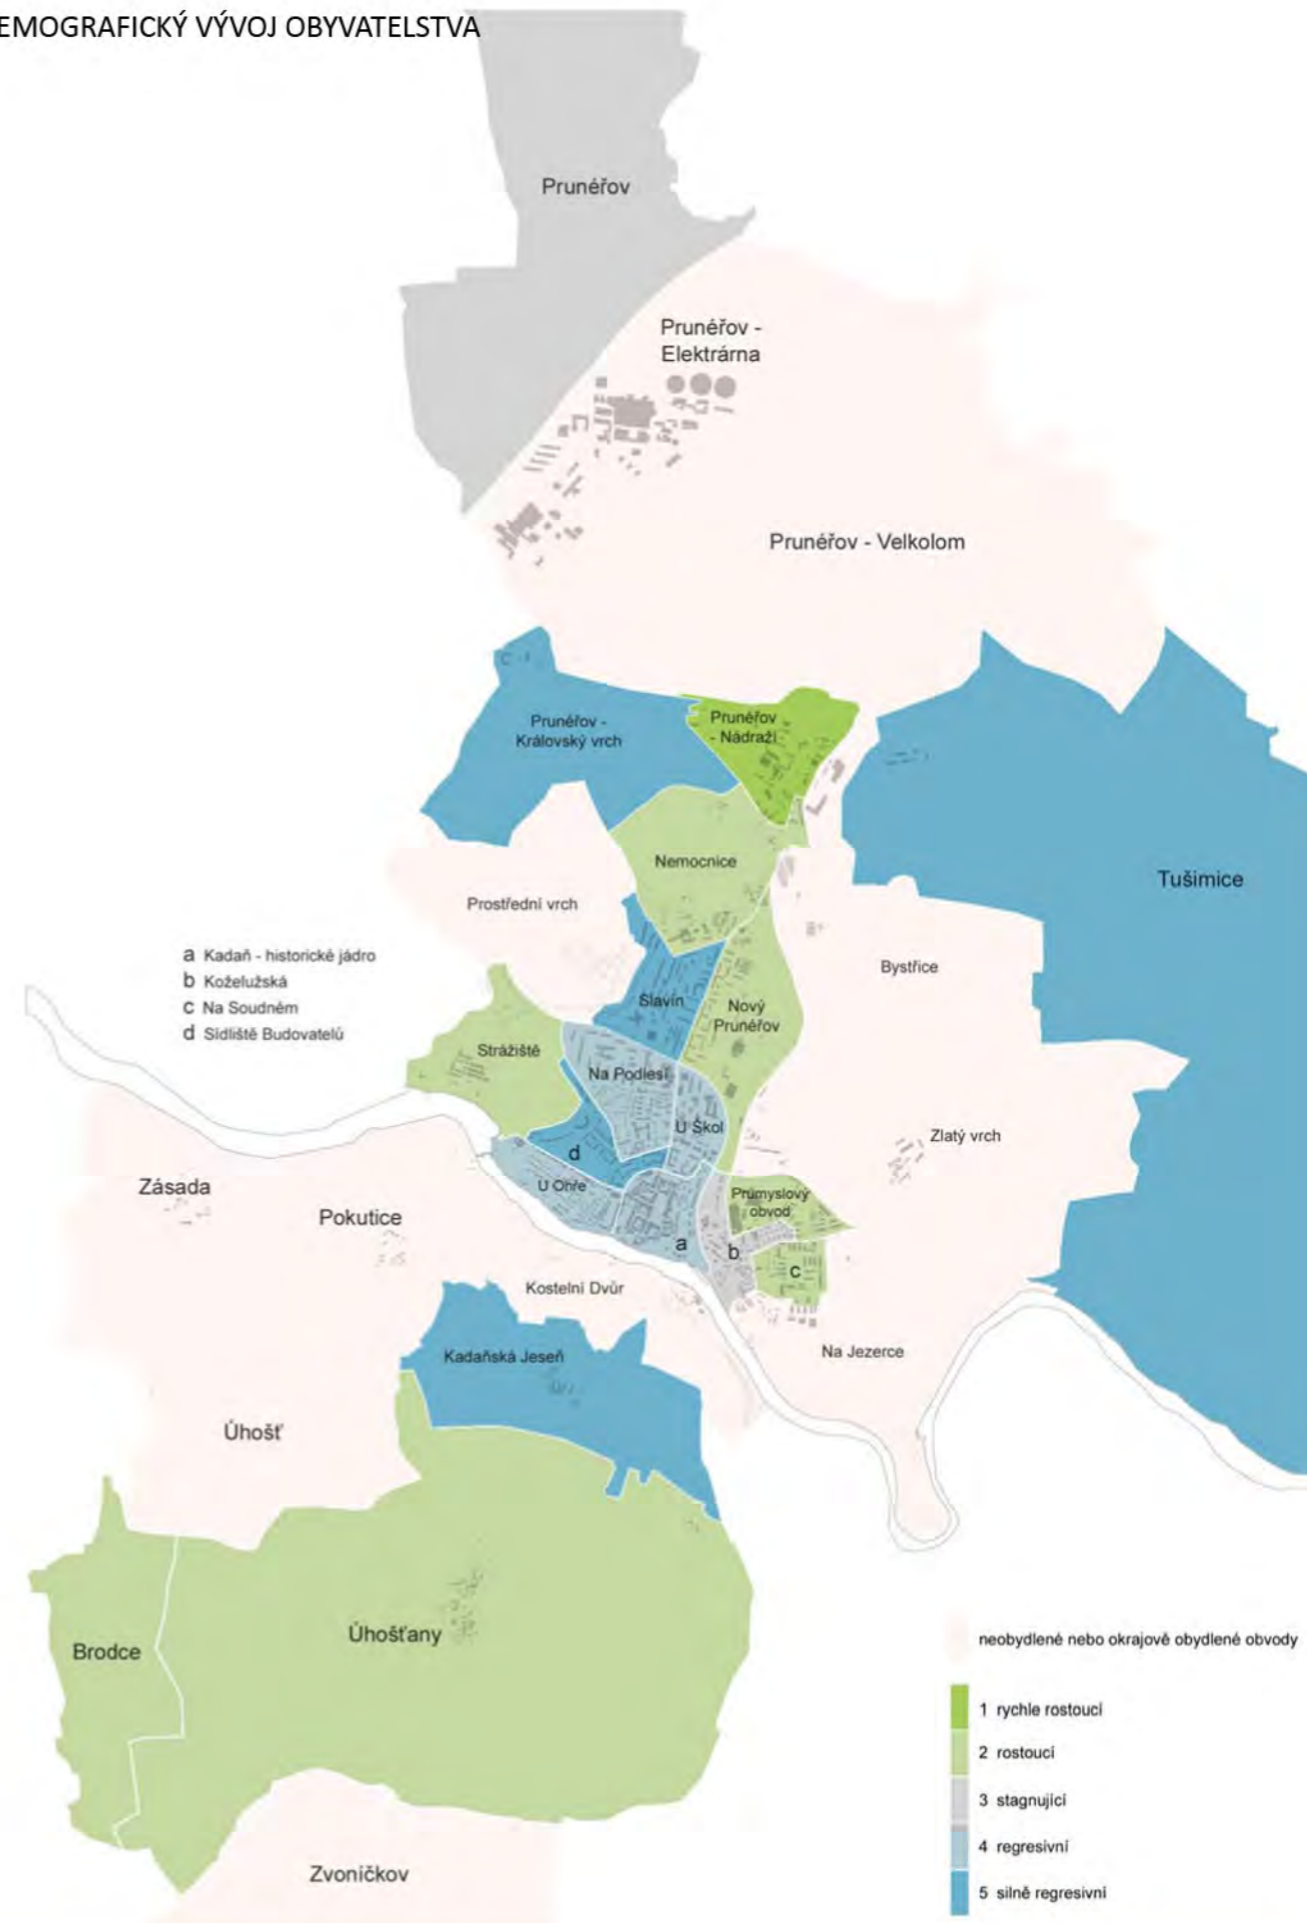 EMOGRAFICKÝ VÝVOJ OBYVATELSTVA
Prunéřov
Prunéřov -
Elektrárna
Prunéřov - Velkolom
Prunéřov -
Královský vrch
Prunéřov
- Nádraží
Tušimice
Nemocnice
Prostřední vrch
a Kadaň - historické jádro
b Koželužská
c Na Soudném
d Sídliště Budovatelů
Bystřice
Slavín
Nový
Prunéřov
Strážiště
Na Podlesí
U Škol
Zlatý vrch
d
Zásada
U Ohře
Průmyslový
obvod
Pokutice
a
b
c
Kostelní Dvůr
Na Jezerce
Kadaňská Jeseň
Úhošť
Úhošťany
Brodce
Zvoníčkov
neobydlené nebo okrajově obydlené obvody
1 rychle rostoucí
2 rostoucí
3 stagnující
4 regresivní
5 silně regresivní